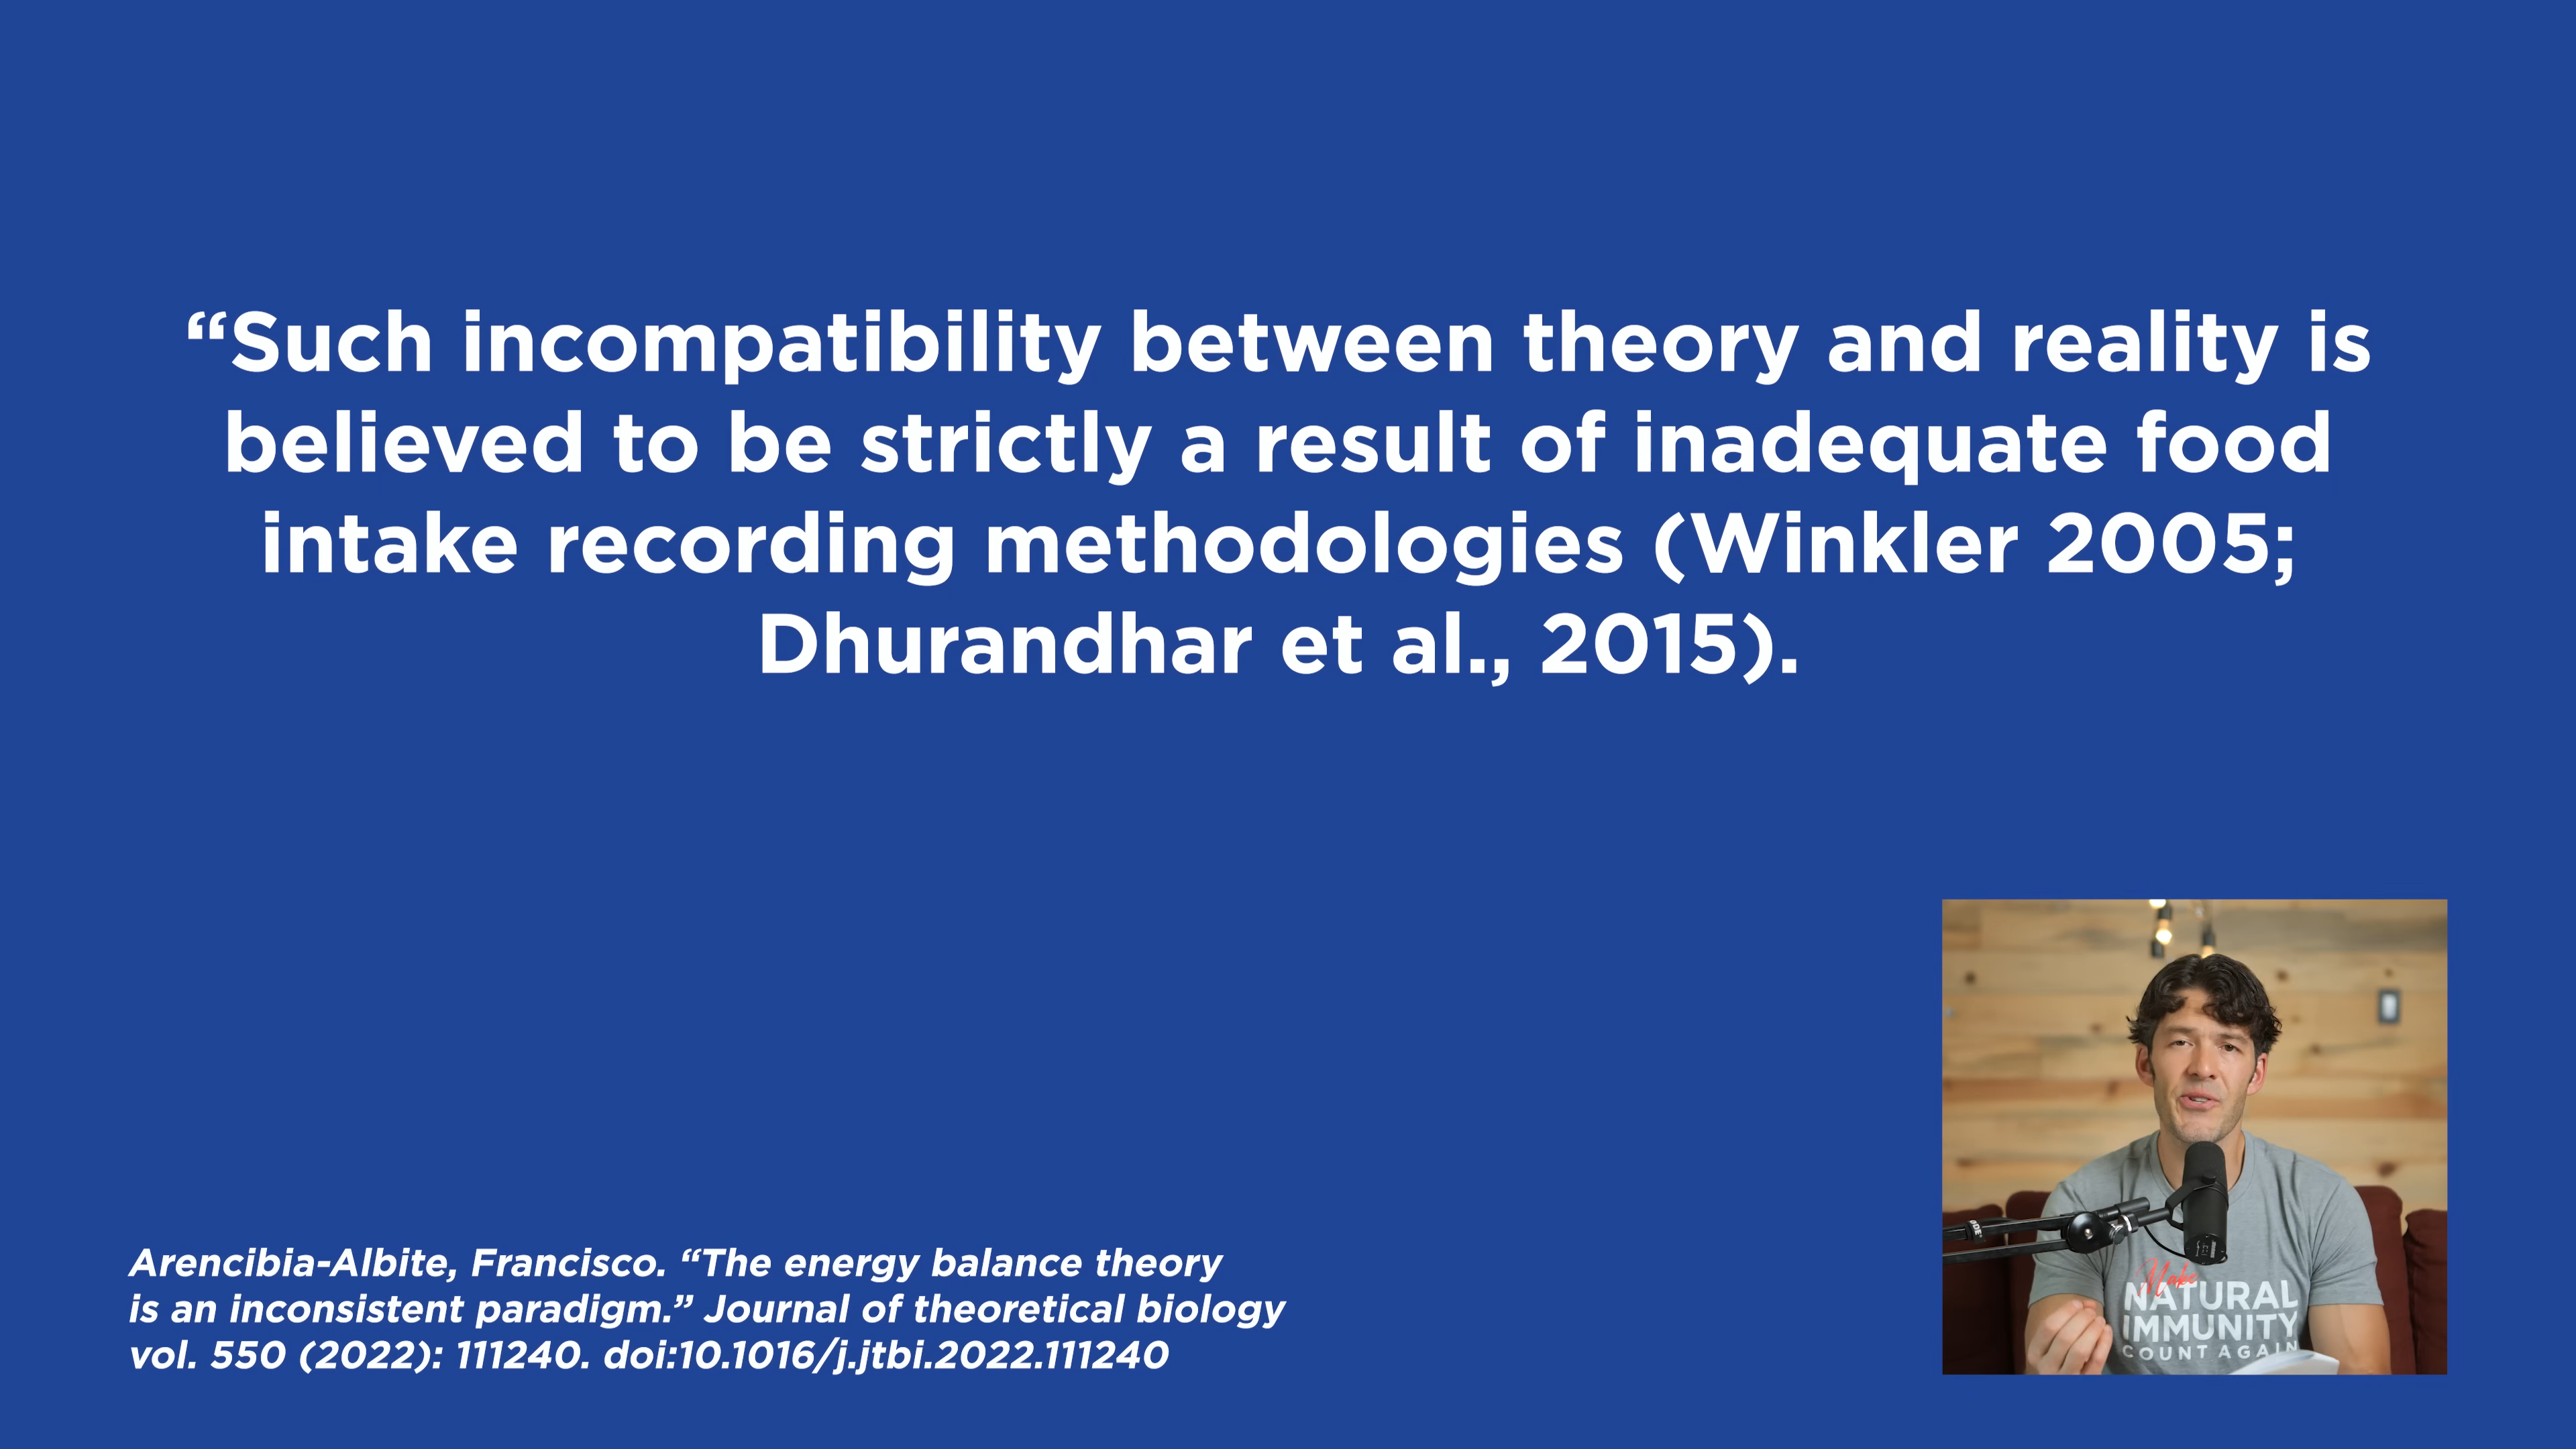 “Such incompatibility between theory and reality is
believed to be strictly a result of inadequate food
intake recording methodologies (Winkler 2005;
Dhurandhar et al., 2015).
Arencibia-Albite, Francisco. “The energy balance theory
is an inconsistent paradigm.” Journal of theoretical biology
vol. 550 (2022): 111240. doi:10.1016/j.jtbi.2022.111240
Make
NATURAL
IMMUNITY
COUNT AGAIN